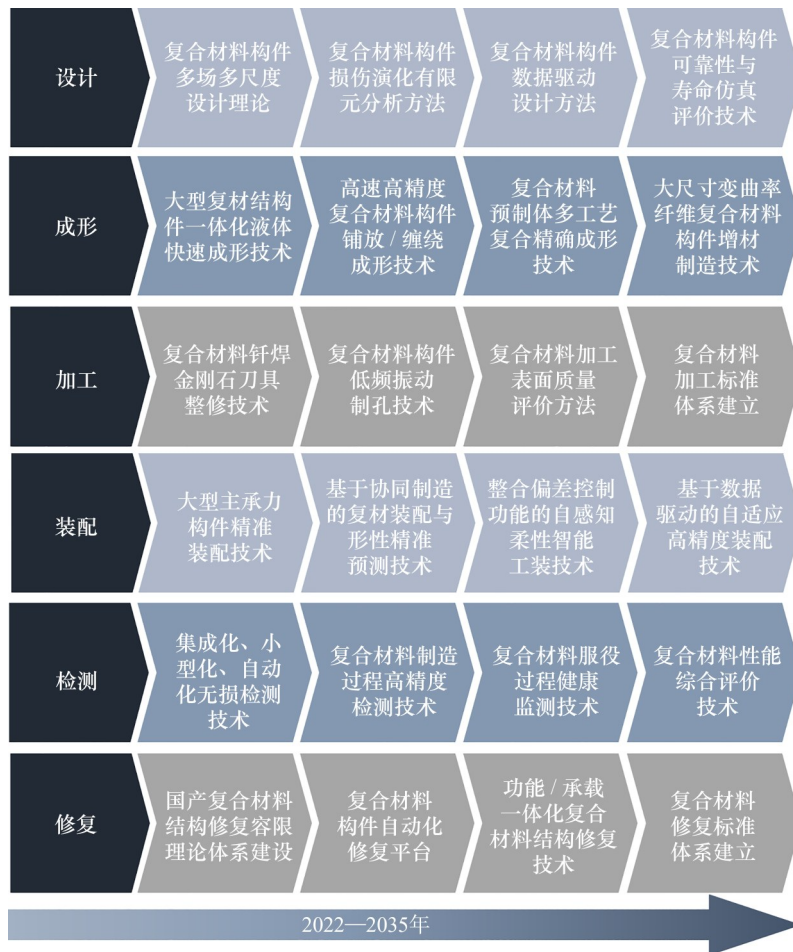 设计
复合材料构件
多场多尺度
设计理论
复合材料构件
损伤演化有限
元分析方法
复合材料构件
数据驱动
设计方法
复合材料构件
可靠性与
寿命仿真
评价技术
成形
大型复材结构
件一体化液体
快速成形技术
高速高精度
复合材料构件
铺放 / 缠绕
成形技术
复合材料
预制体多工艺
复合精确成形
技术
大尺寸变曲率
纤维复合材料
构件增材
制造技术
加工
复合材料钎焊
金刚石刀具
整修技术
复合材料构件
低频振动
制孔技术
复合材料加工
表面质量
评价方法
复合材料
加工标准
体系建立
装配
大型主承力
构件精准
装配技术
基于协同制造
的复材装配与
形性精准
预测技术
整合偏差控制
功能的自感知
柔性智能
工装技术
基于数据
驱动的自适应
高精度装配
技术
检测
集成化、小
型化、自动
化无损检测
技术
复合材料制造
过程高精度
检测技术
复合材料服役
过程健康
监测技术
复合材料性能
综合评价
技术
修复
国产复合材料
结构修复容限
理论体系建设
复合材料
构件自动化
修复平台
功能 / 承载
一体化复合
材料结构修复
技术
复合材料
修复标准
体系建立
2022—2035年